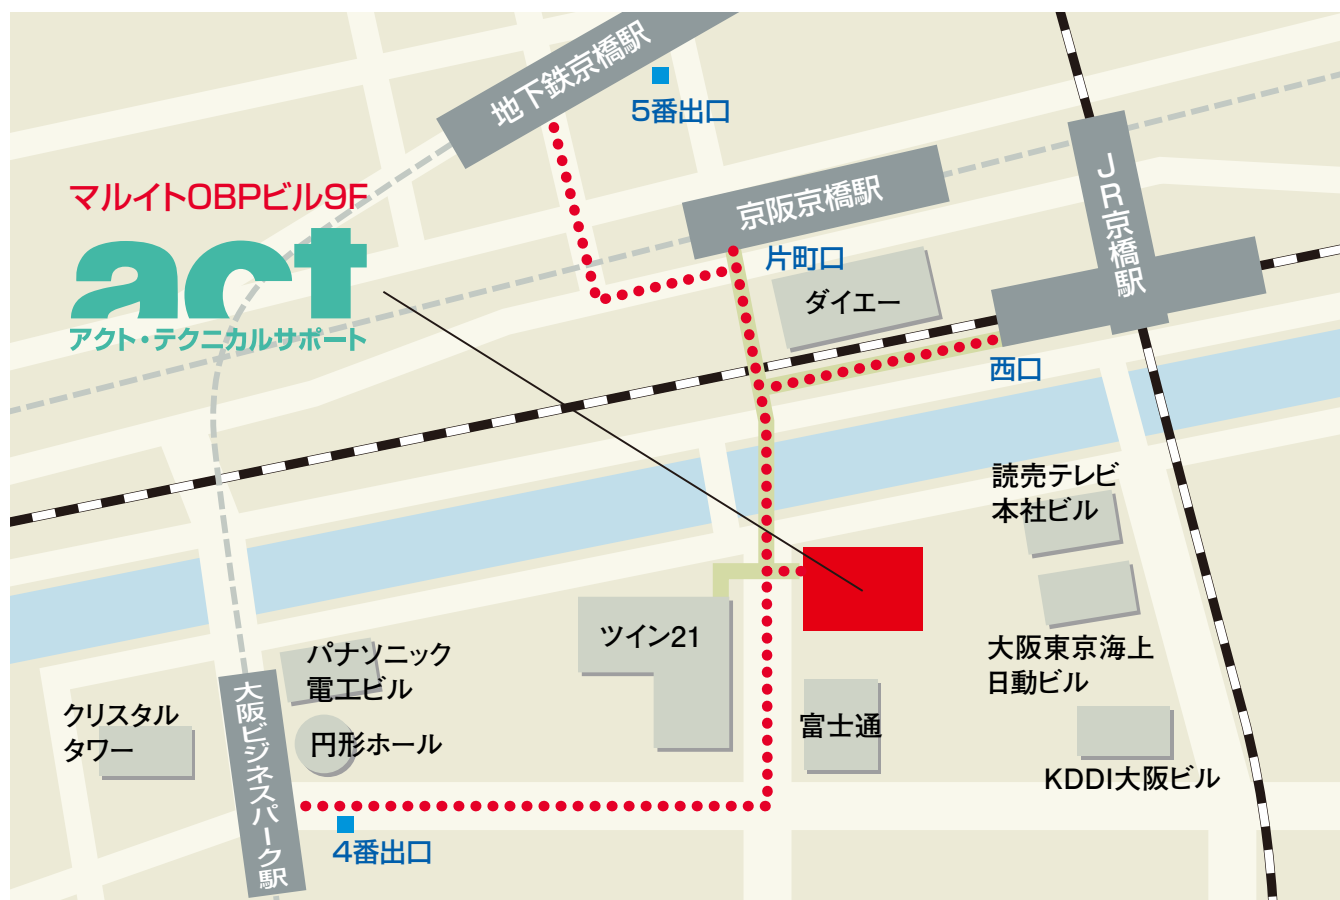 地下鉄京橋駅
5番出口
マルイトOBPビル9F
act
アクト・テクニカルサポート
京阪京橋駅
片町口
ダイエー
JR京橋駅
西口
読売テレビ
本社ビル
ツイン21
パナソニック
電工ビル
大阪東京海上
日動ビル
クリスタル
タワー
大阪ビジネスパーク駅
円形ホール
富士通
KDDI大阪ビル
4番出口